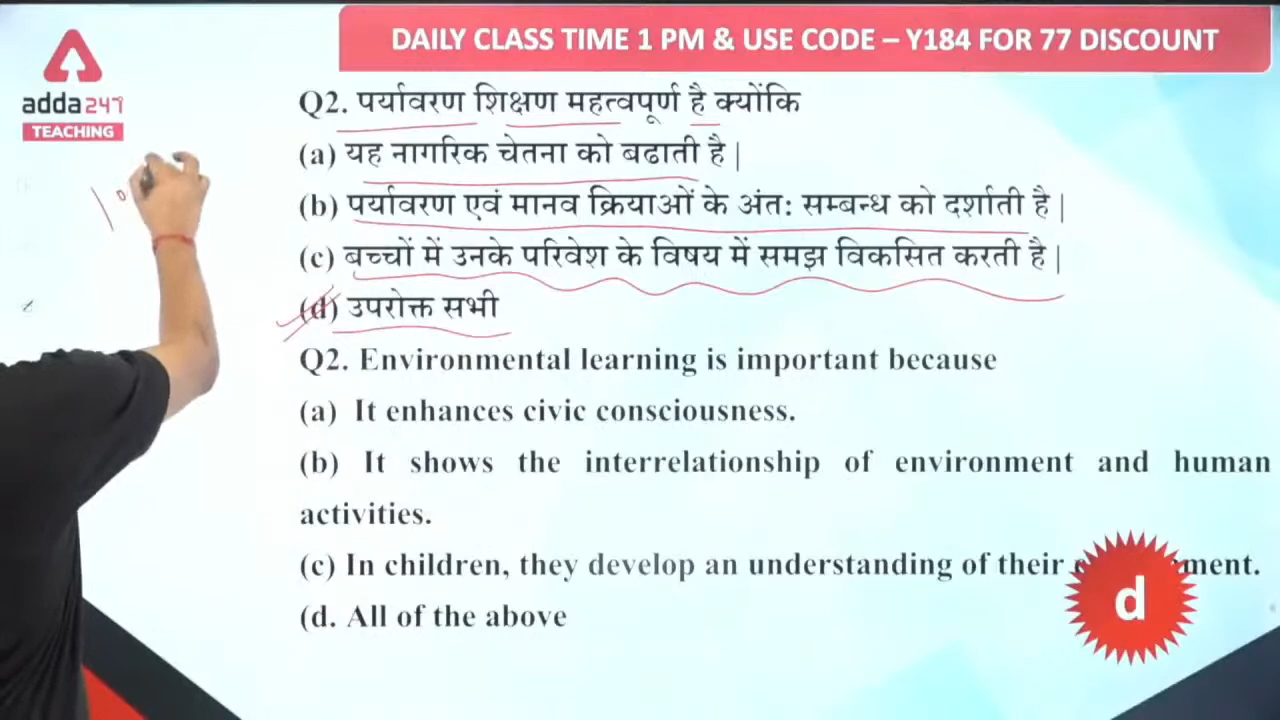 DAILY CLASS TIME 1 PM & USE CODE – Y184 FOR 77 DISCOUNT
adda247
TEACHING
Q2. पर्यावरण शिक्षण महत्वपूर्ण है क्योंकि
(a) यह नागरिक चेतना को बढाती है |
(b) पर्यावरण एवं मानव क्रियाओं के अंत: सम्बन्ध को दर्शाती है |
(c) बच्चों में उनके परिवेश के विषय में समझ विकसित करती है |
(d) उपरोक्त सभी
Q2. Environmental learning is important because
(a) It enhances civic consciousness.
(b) It shows the interrelationship of environment and human
activities.
(c) In children, they develop an understanding of their
(d. All of the above
d